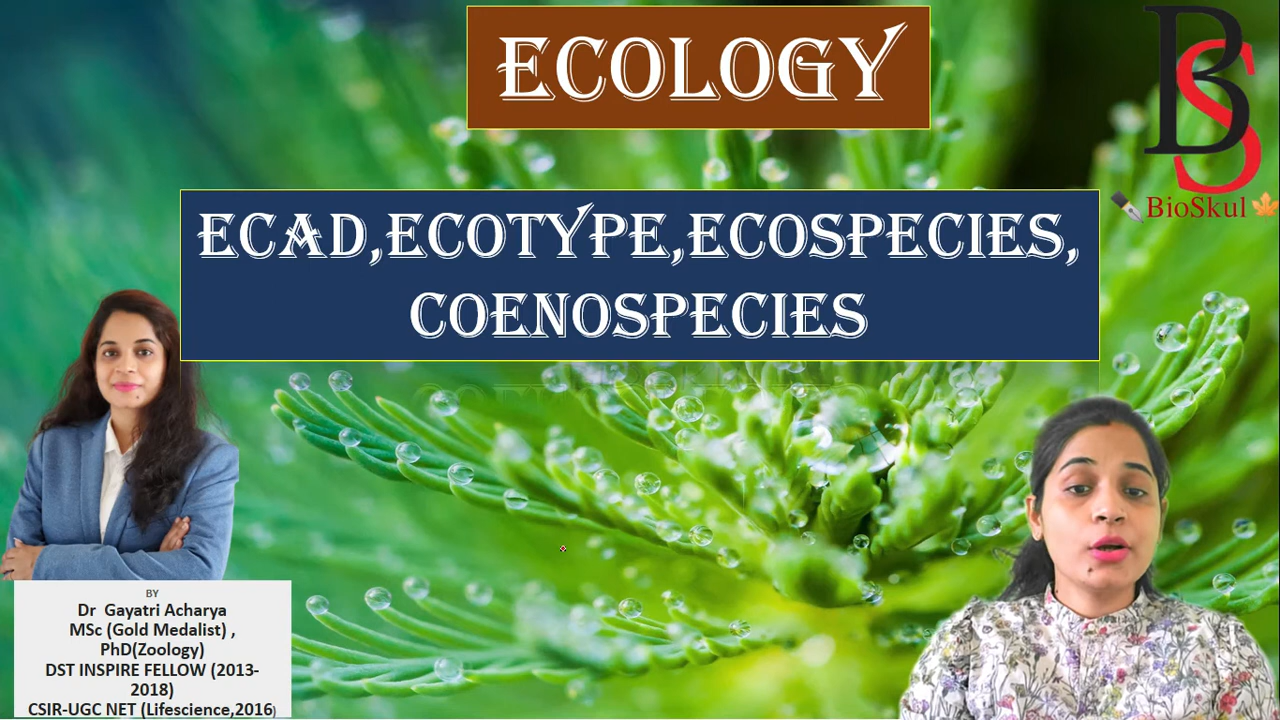 ECOLOGY
BS
BioSkul
ECAD,ECOTYPE,ECOSPECIES,
COENOSPECIES
BY
Dr Gayatri Acharya
MSc (Gold Medalist) ,
PhD(Zoology)
DST INSPIRE FELLOW (2013-
2018)
CSIR-UGC NET (Lifescience,2016)